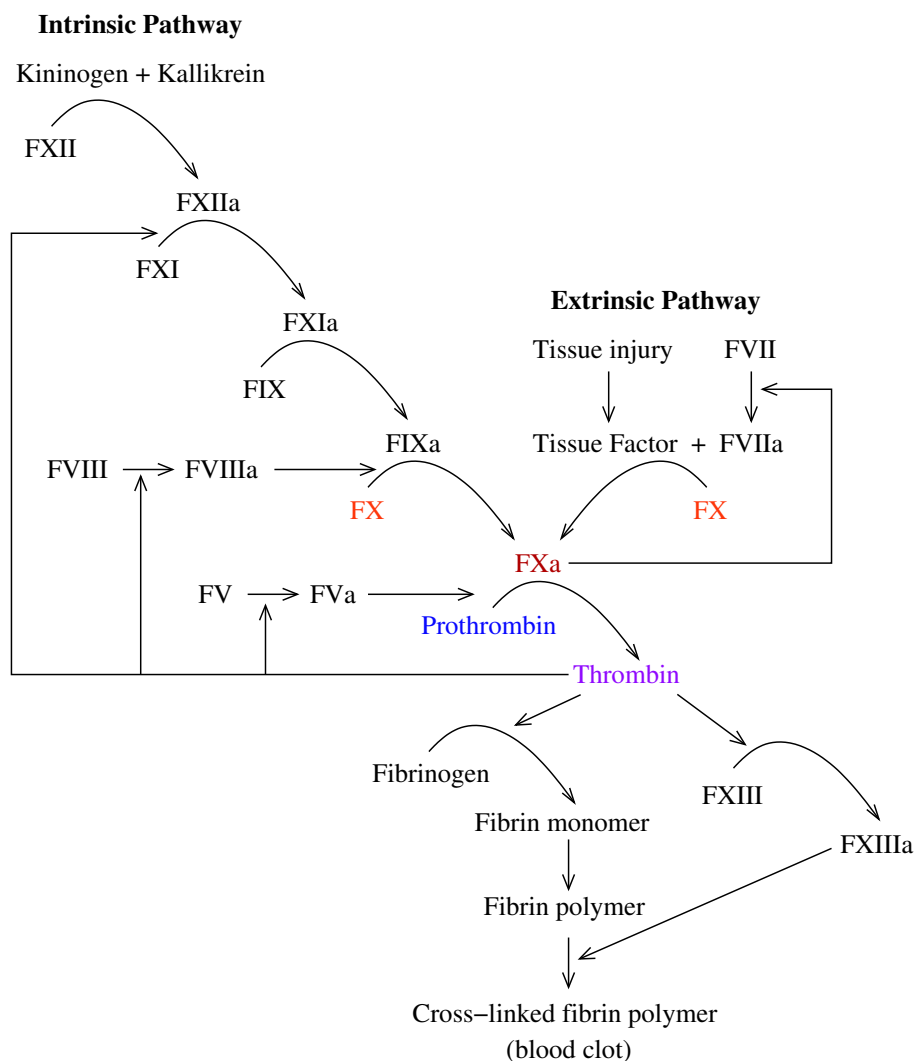 Intrinsic Pathway
Kininogen + Kallikrein
FXII
FXIIa
FXI
FXIa
FIX
Extrinsic Pathway
Tissue injury
FVII
FIXa
Tissue Factor + FVIIa
FVIII
FVIIIa
FX
FX
FXa
FV
FVa
Prothrombin
Thrombin
Fibrinogen
FXIII
Fibrin monomer
FXIIIa
Fibrin polymer
Cross−linked fibrin polymer
(blood clot)